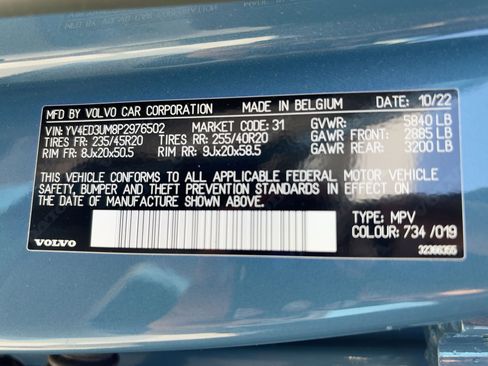 MFD BY VOLVO CAR CORPORATION MADE IN BELGIUM DATE: 10/22
VIN: YV4ED3UM8P2976502 MARKET CODE: 31 GVWR: 5840 LB
TIRES FR: 235/45R20 TIRES RR: 255/40R20 GAWR FRONT: 2885 LB
RIM FR: 8Jx20x50.5 RIM RR: 9Jx20x58.5 GAWR REAR: 3200 LB
THIS VEHICLE CONFORMS TO ALL APPLICABLE FEDERAL MOTOR VEHICLE
SAFETY, BUMPER AND THEFT PREVENTION STANDARDS IN EFFECT ON
THE DATE OF MANUFACTURE SHOWN ABOVE.
TYPE: MPV
COLOUR: 734 / 019
VOLVO 32366355